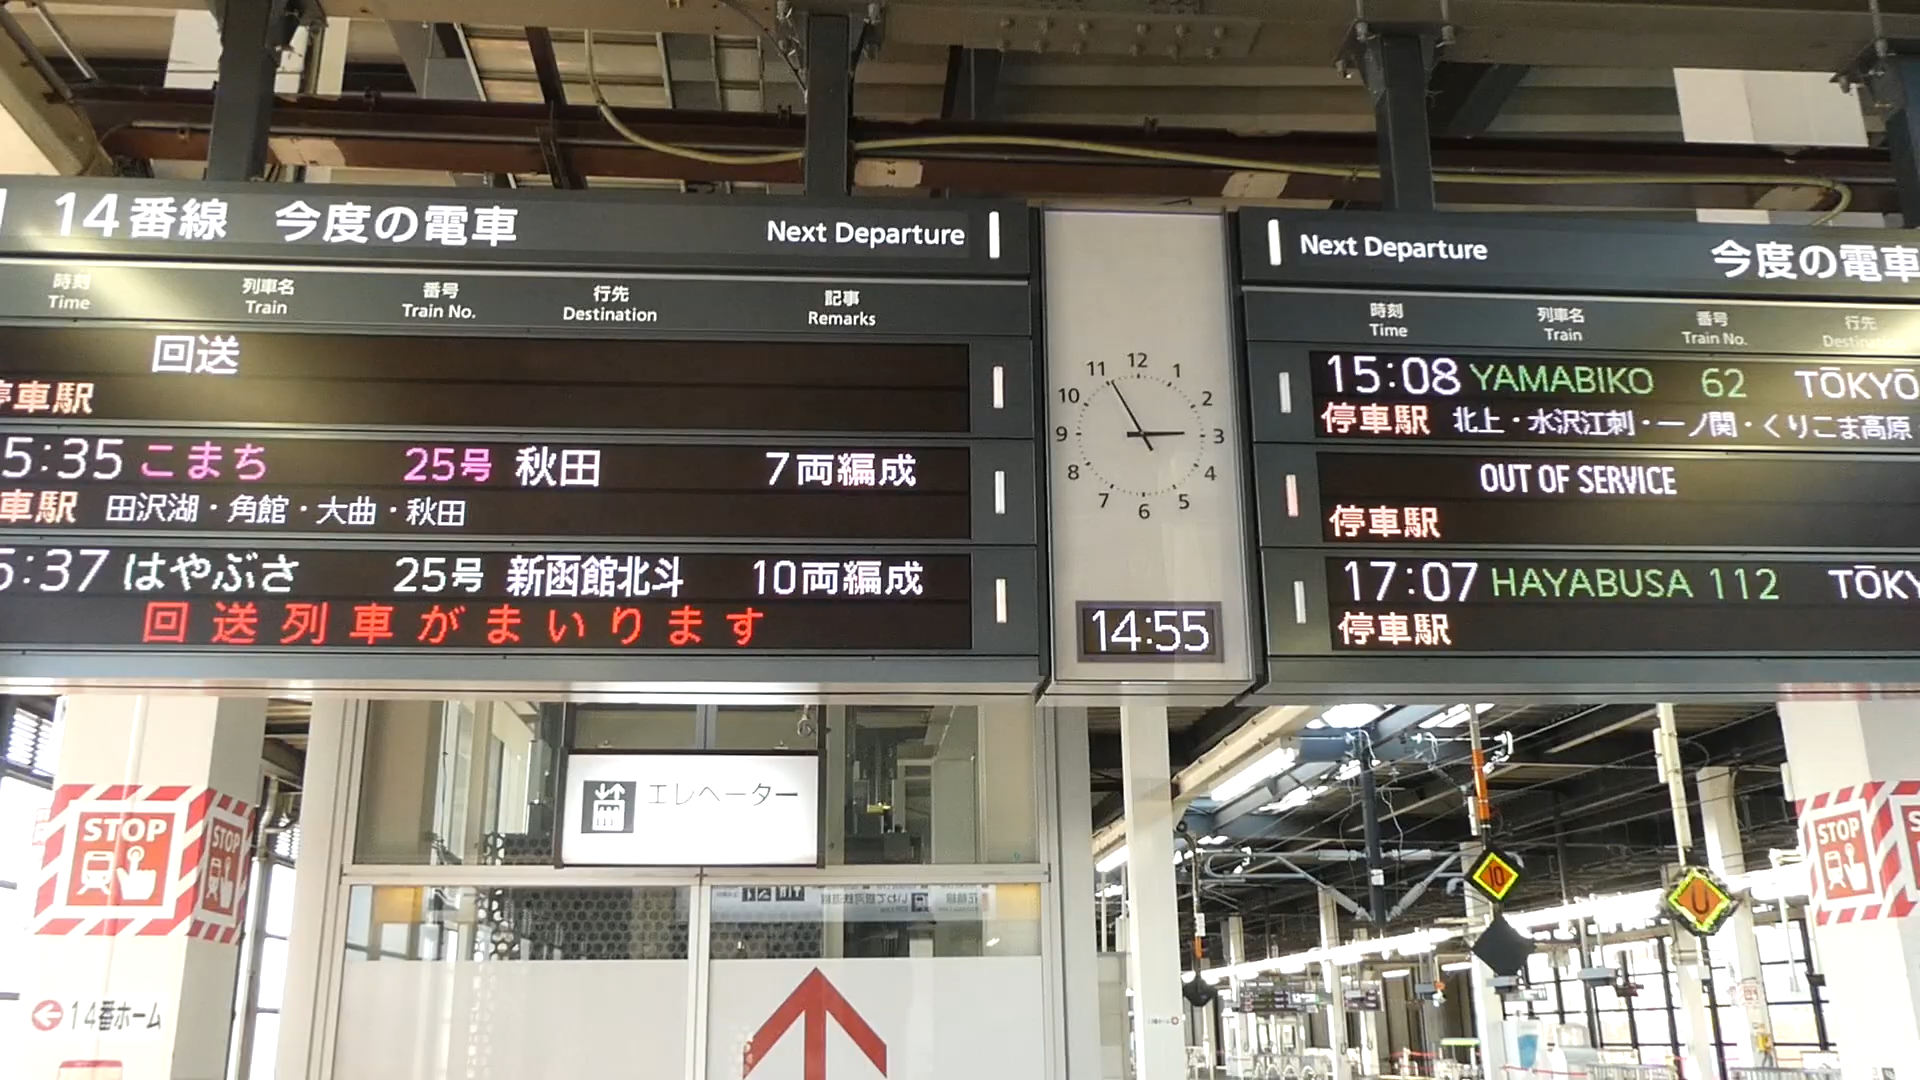 14番線 今度の電車 Next Departure
時刻 列車名 番号 行先 記事
Time Train Train No. Destination Remarks
回送
停車駅
5:35 こまち 25号 秋田 7両編成
車駅 田沢湖・角館・大曲・秋田
5:37 はやぶさ 25号 新函館北斗 10両編成
回送列車がまいります
12
11 1
10 2
9 3
8 4
7 5
6
14:55
Next Departure 今度の電車
時刻 列車名 番号 行先
Time Train Train No. Destination
15:08 YAMABIKO 62 TŌKYŌ
停車駅 北上・水沢江刺・一ノ関・くりこま高原
OUT OF SERVICE
停車駅
17:07 HAYABUSA 112 TŌKY
停車駅
エレベーター
STOP
STOP
STOP
10
U
14番ホーム